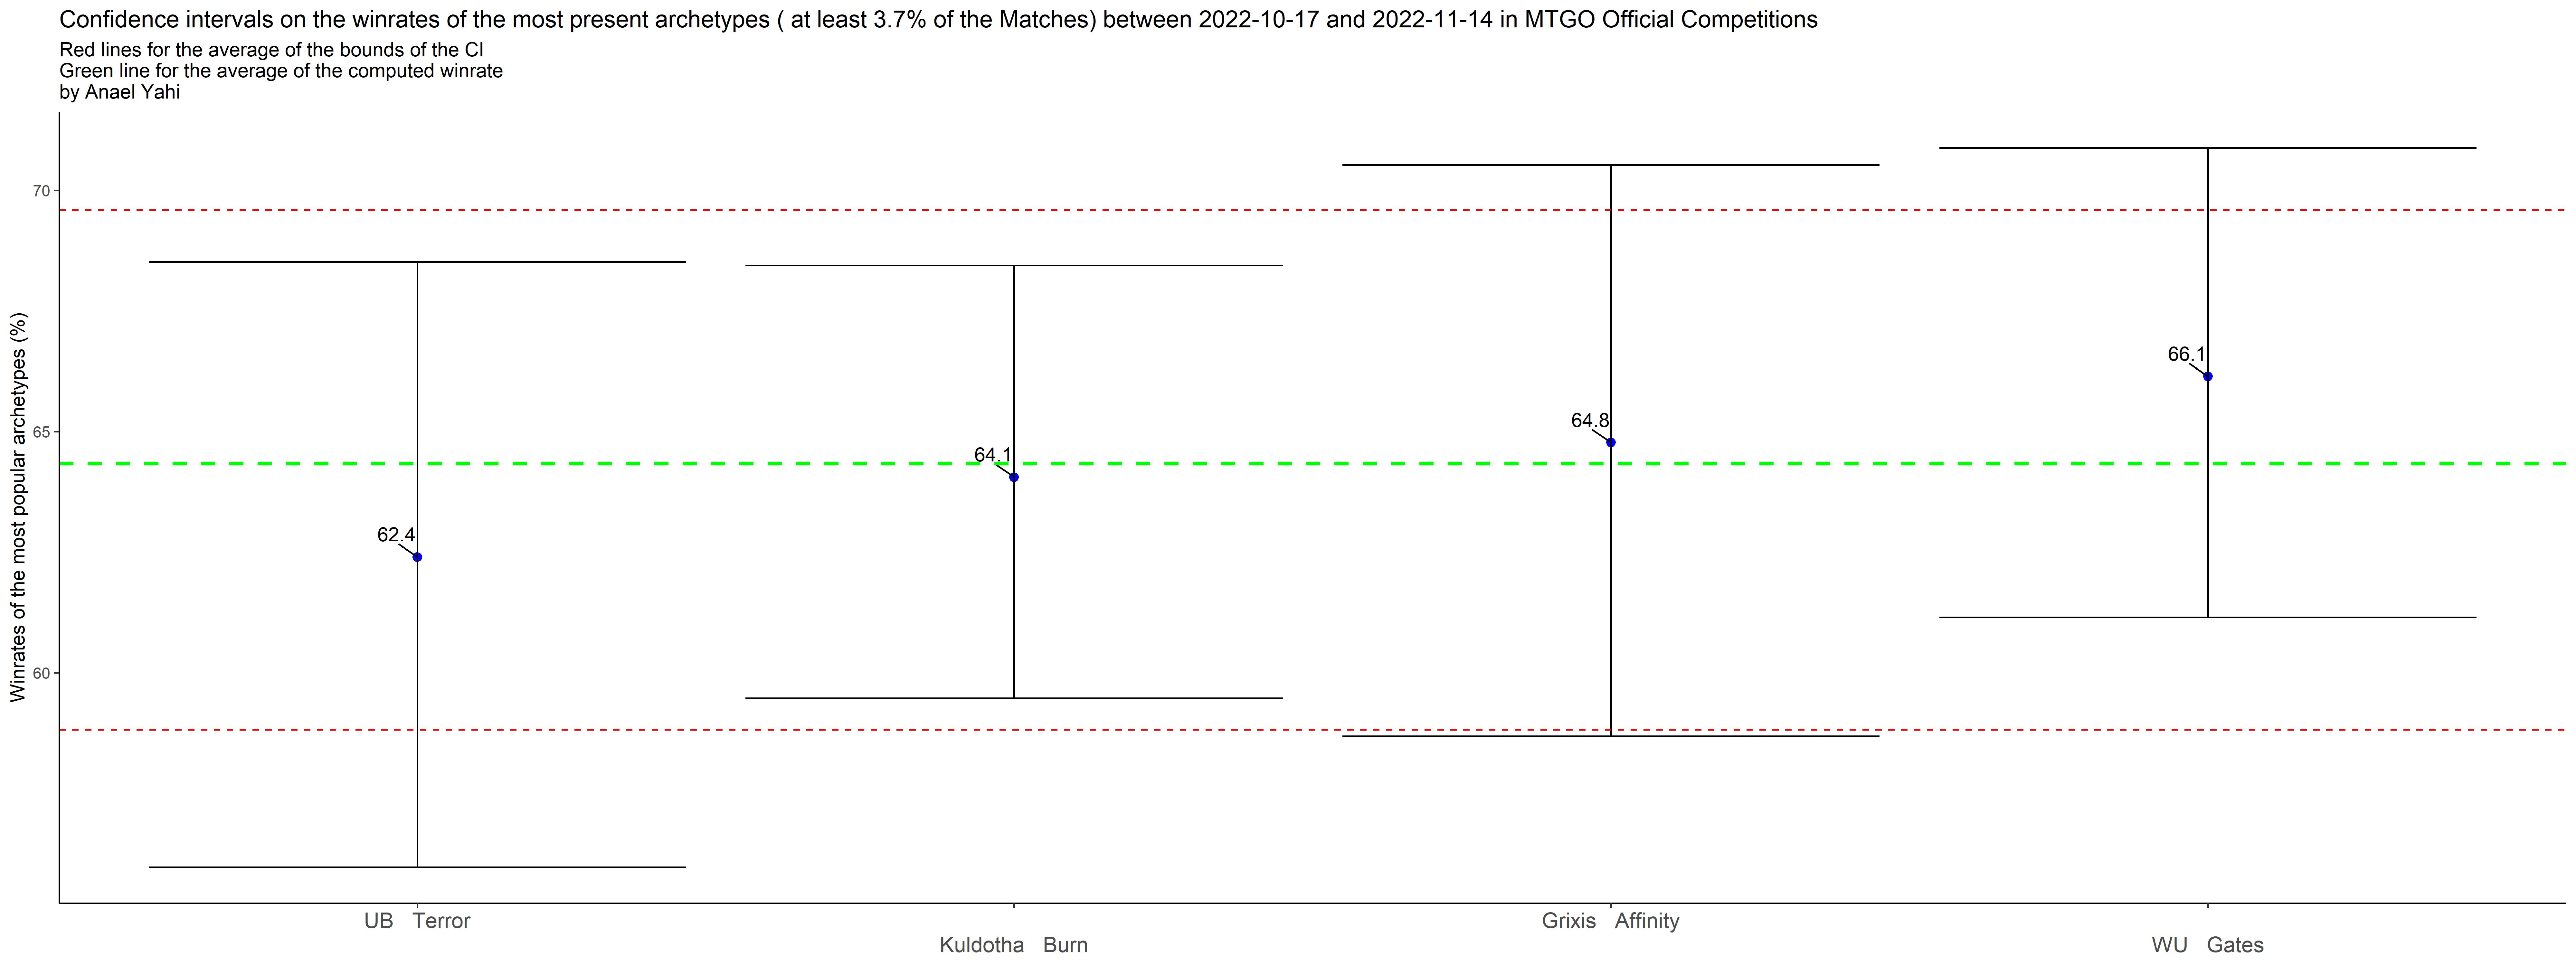 Confidence intervals on the winrates of the most present archetypes ( at least 3.7% of the Matches) between 2022-10-17 and 2022-11-14 in MTGO Official Competitions
Red lines for the average of the bounds of the CI
Green line for the average of the computed winrate
by Anael Yahi
Winrates of the most popular archetypes (%)
70
65
60
62.4
64.1
64.8
66.1
UB Terror
Kuldotha Burn
Grixis Affinity
WU Gates